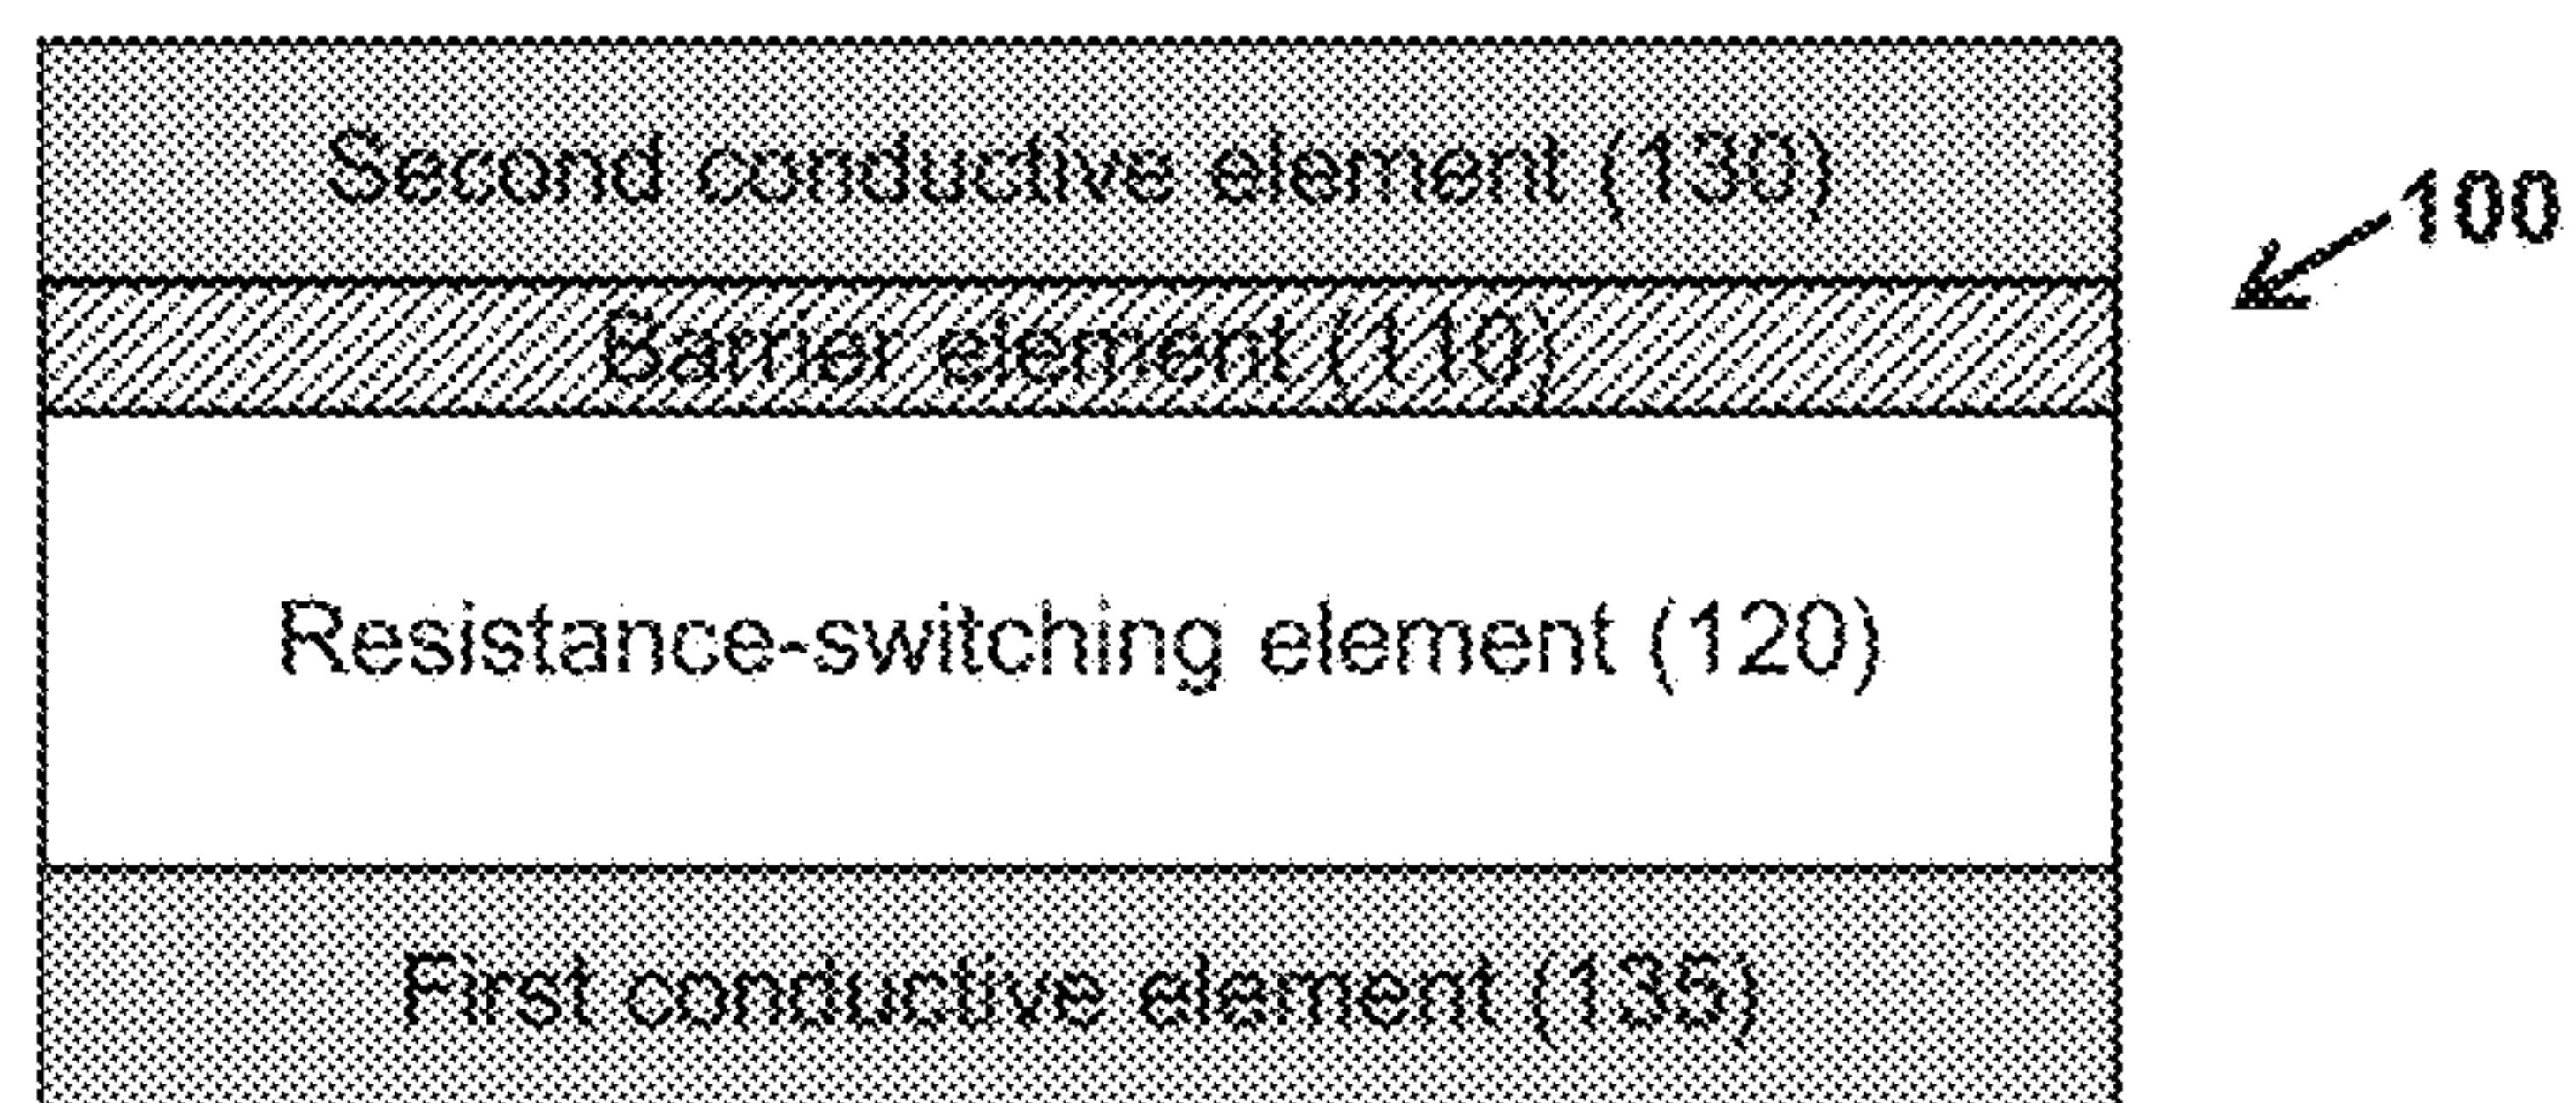 Second conductive element (130)
100
Barrier element (110)
Resistance-switching element (120)
First conductive element (135)